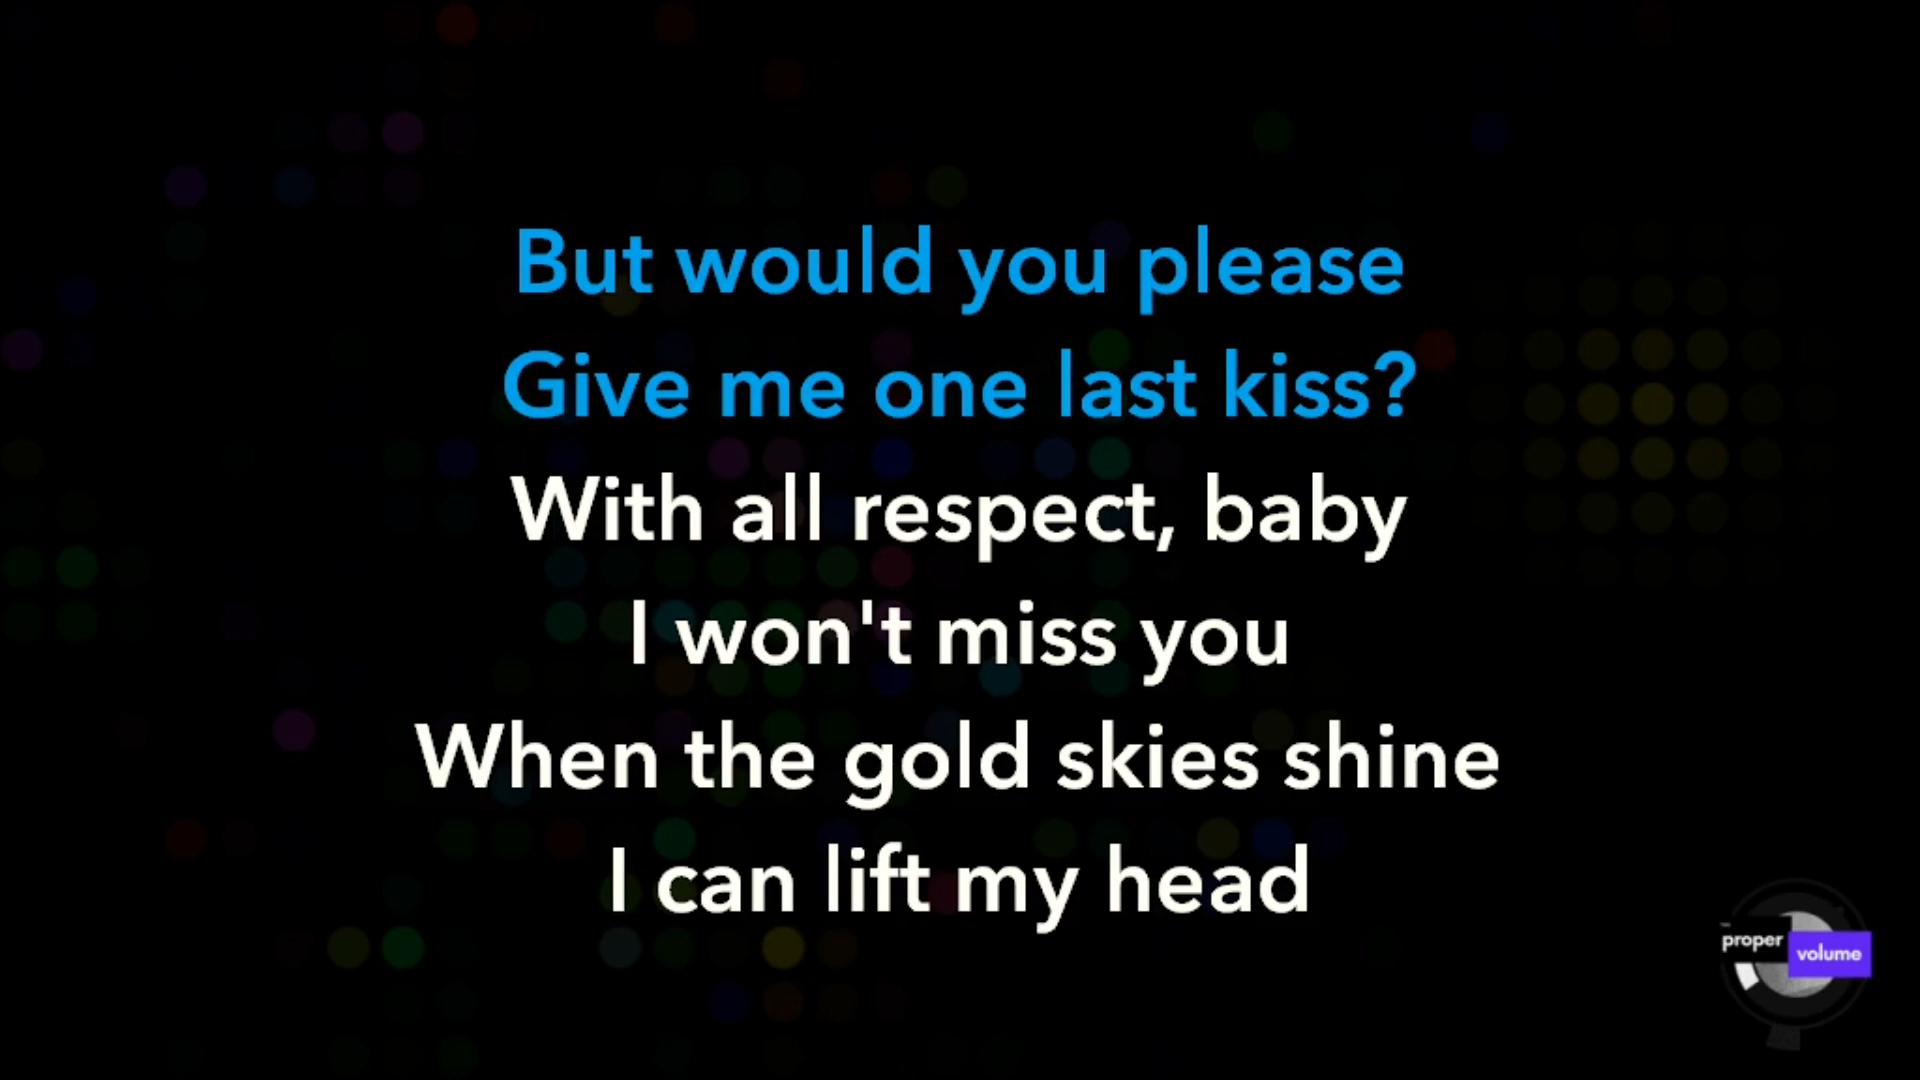 But would you please
Give me one last kiss?
With all respect, baby
I won't miss you
When the gold skies shine
I can lift my head
proper volume